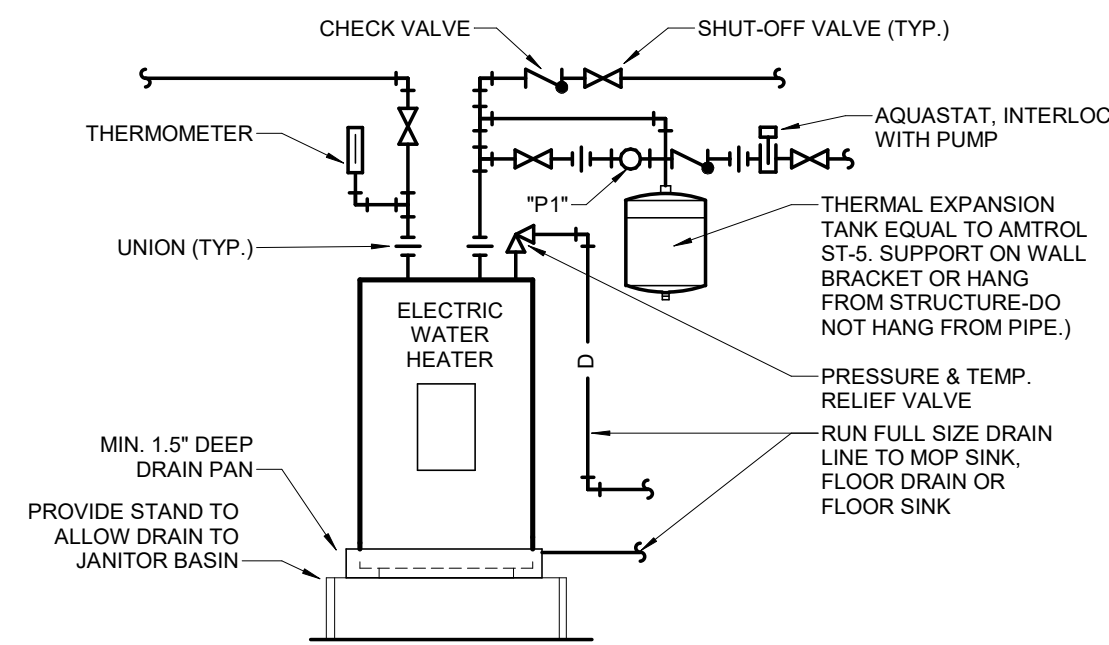 CHECK VALVE
SHUT-OFF VALVE (TYP.)
THERMOMETER
AQUASTAT, INTERLOC
WITH PUMP
"P1"
UNION (TYP.)
THERMAL EXPANSION
TANK EQUAL TO AMTROL
ST-5. SUPPORT ON WALL
BRACKET OR HANG
FROM STRUCTURE-DO
NOT HANG FROM PIPE.)
ELECTRIC
WATER
HEATER
D
PRESSURE & TEMP.
RELIEF VALVE
RUN FULL SIZE DRAIN
LINE TO MOP SINK,
FLOOR DRAIN OR
FLOOR SINK
MIN. 1.5" DEEP
DRAIN PAN
PROVIDE STAND TO
ALLOW DRAIN TO
JANITOR BASIN